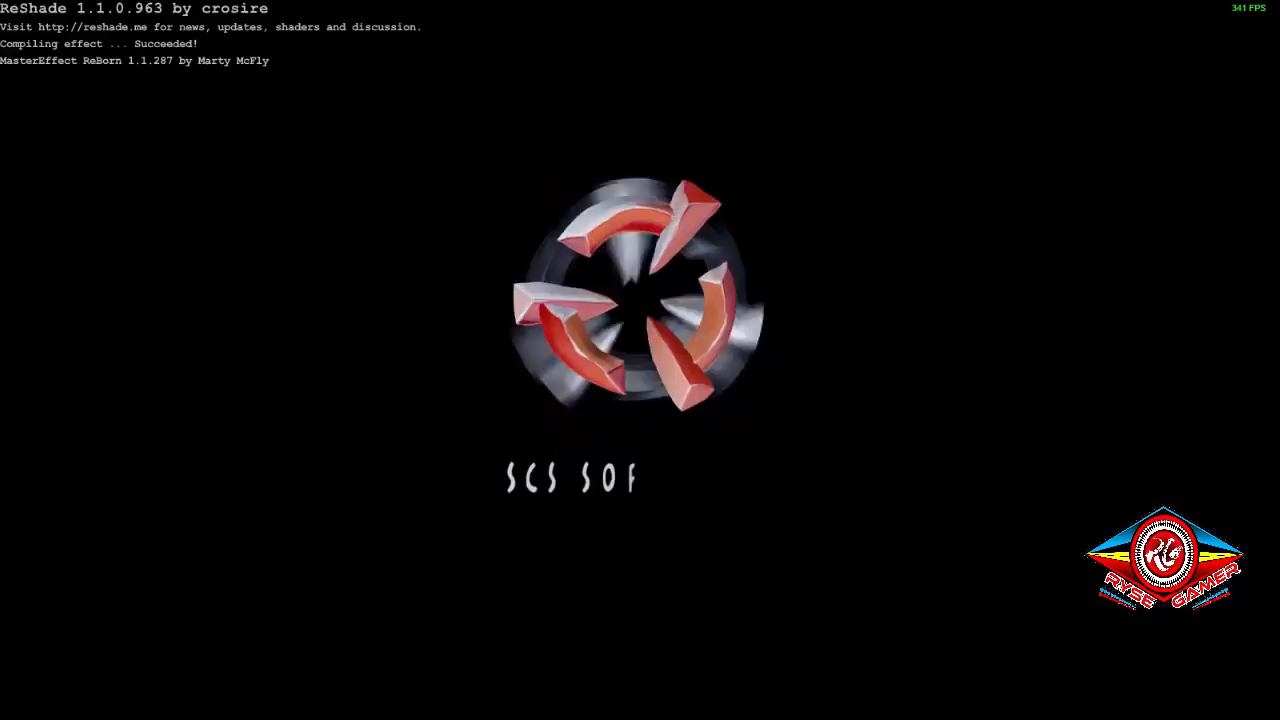 ReShade 1.1.0.963 by crosire
341 FPS
Visit http://reshade.me for news, updates, shaders and discussion.
Compiling effect ... Succeeded!
MasterEffect ReBorn 1.1.287 by Marty McFly
SCS SOF
RYSE GAMER